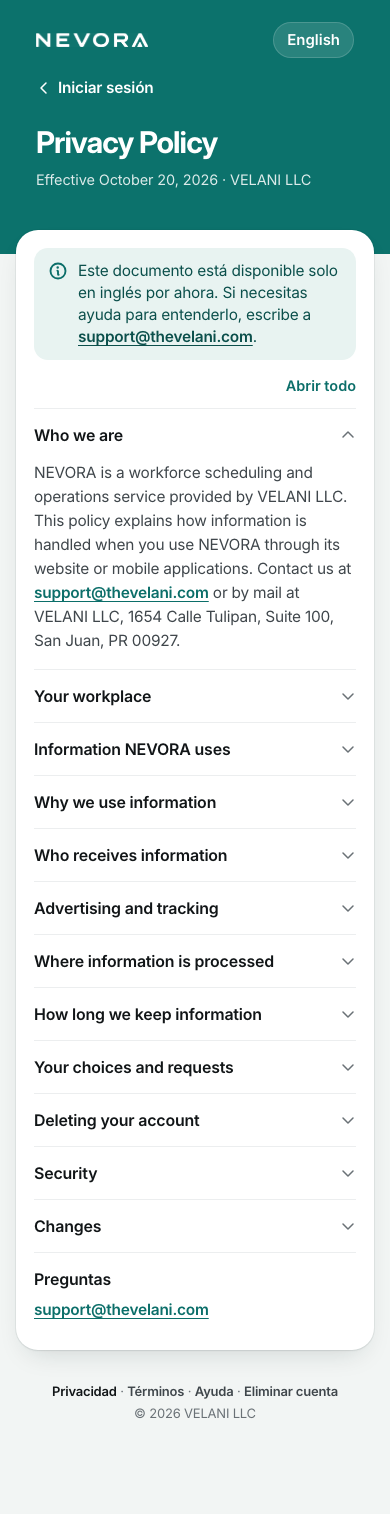 NEVORA
English
Iniciar sesión
Privacy Policy
Effective October 20, 2026 · VELANI LLC
Este documento está disponible solo
en inglés por ahora. Si necesitas
ayuda para entenderlo, escribe a
support@thevelani.com.
Abrir todo
Who we are
NEVORA is a workforce scheduling and
operations service provided by VELANI LLC.
This policy explains how information is
handled when you use NEVORA through its
website or mobile applications. Contact us at
support@thevelani.com or by mail at
VELANI LLC, 1654 Calle Tulipan, Suite 100,
San Juan, PR 00927.
Your workplace
Information NEVORA uses
Why we use information
Who receives information
Advertising and tracking
Where information is processed
How long we keep information
Your choices and requests
Deleting your account
Security
Changes
Preguntas
support@thevelani.com
Privacidad · Términos · Ayuda · Eliminar cuenta
© 2026 VELANI LLC